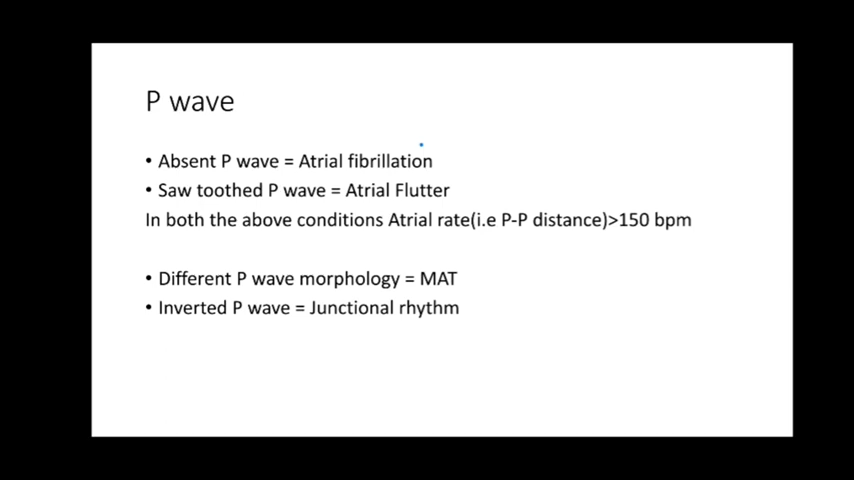 P wave
• Absent P wave = Atrial fibrillation
• Saw toothed P wave = Atrial Flutter
In both the above conditions Atrial rate(i.e P-P distance)>150 bpm
• Different P wave morphology = MAT
• Inverted P wave = Junctional rhythm